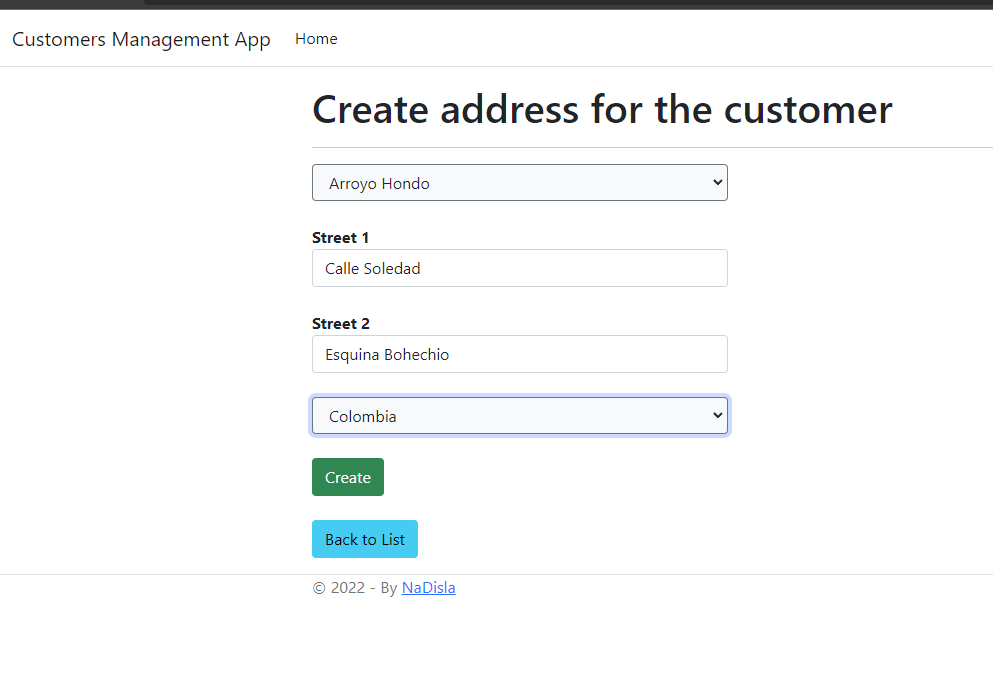 Customers Management App Home
Create address for the customer
Arroyo Hondo
Street 1
Calle Soledad
Street 2
Esquina Bohechio
Colombia
Create
Back to List
© 2022 - By NaDisla